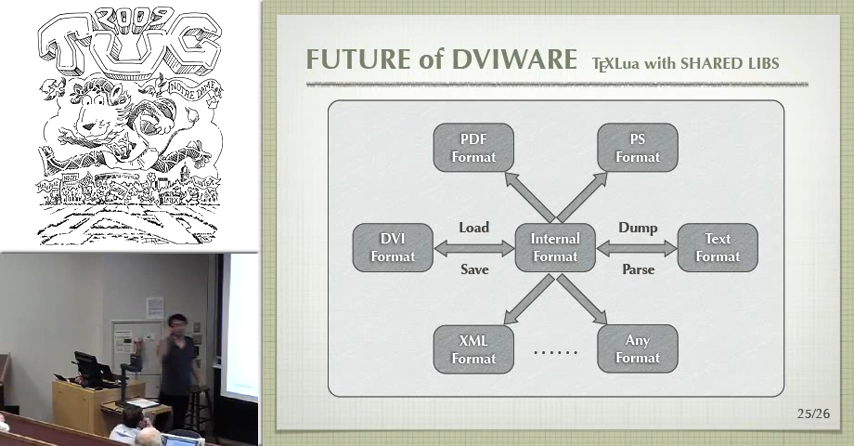 2009
TUG
NOTRE DAME
FUTURE of DVIWARE TEXLua with SHARED LIBS
PDF
Format
PS
Format
DVI
Format
Load
Save
Internal
Format
Dump
Parse
Text
Format
XML
Format
......
Any
Format
25/26